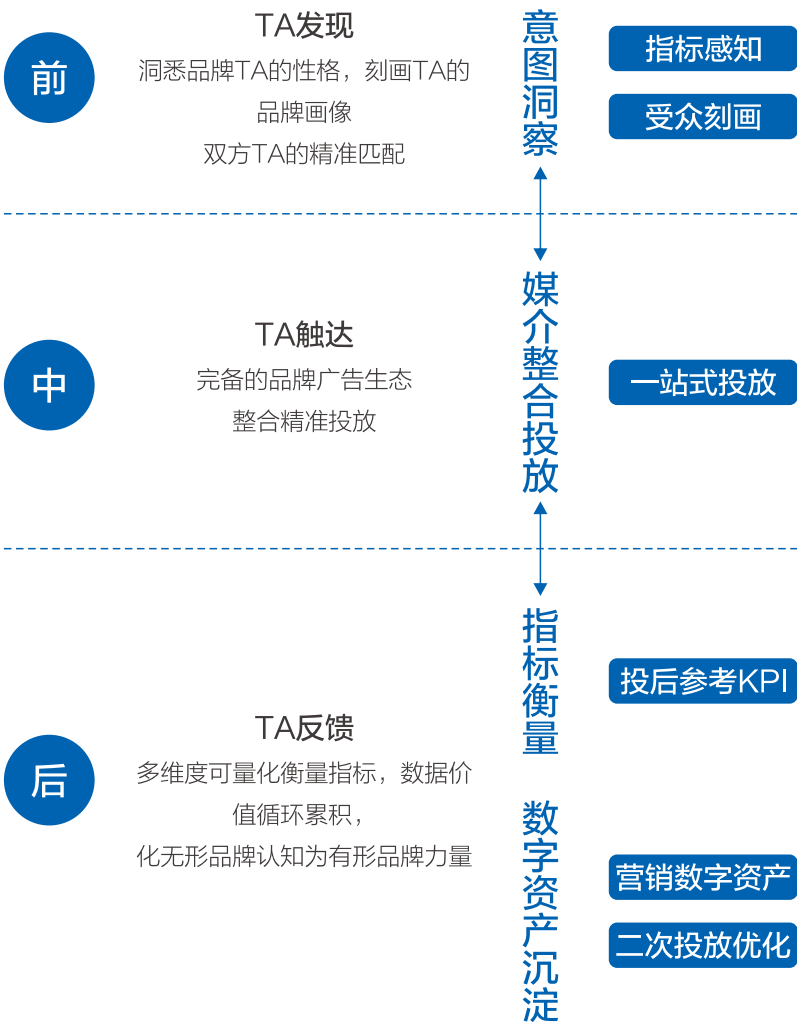 前
TA发现
洞悉品牌TA的性格，刻画TA的
品牌画像
双方TA的精准匹配
意图洞察
指标感知
受众刻画
中
TA触达
完备的品牌广告生态
整合精准投放
媒介整合投放
一站式投放
后
TA反馈
多维度可量化衡量指标，数据价
值循环累积，
化无形品牌认知为有形品牌力量
指标衡量
投后参考KPI
数字资产沉淀
营销数字资产
二次投放优化